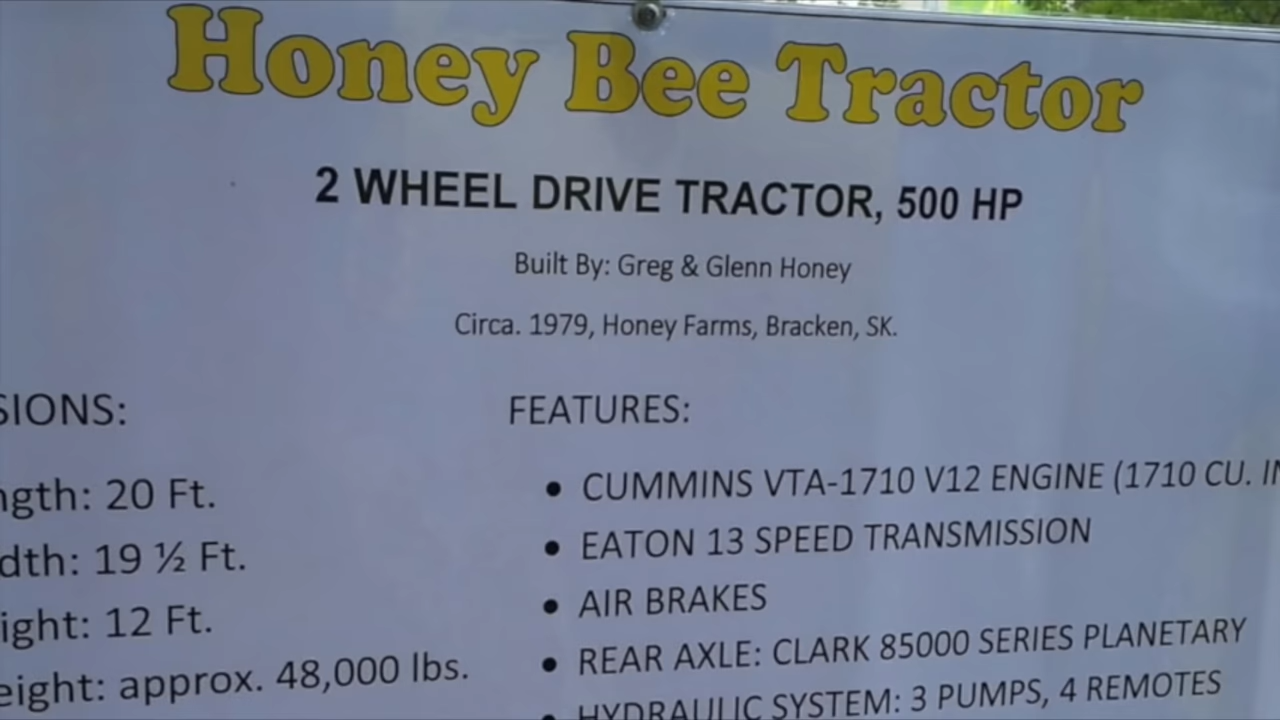 Honey Bee Tractor
2 WHEEL DRIVE TRACTOR, 500 HP
Built By: Greg & Glenn Honey
Circa. 1979, Honey Farms, Bracken, SK.
SIONS:
ngth: 20 Ft.
dth: 19 ½ Ft.
ight: 12 Ft.
eight: approx. 48,000 lbs.
FEATURES:
• CUMMINS VTA-1710 V12 ENGINE (1710 CU. IN
• EATON 13 SPEED TRANSMISSION
• AIR BRAKES
• REAR AXLE: CLARK 85000 SERIES PLANETARY
• HYDRAULIC SYSTEM: 3 PUMPS, 4 REMOTES